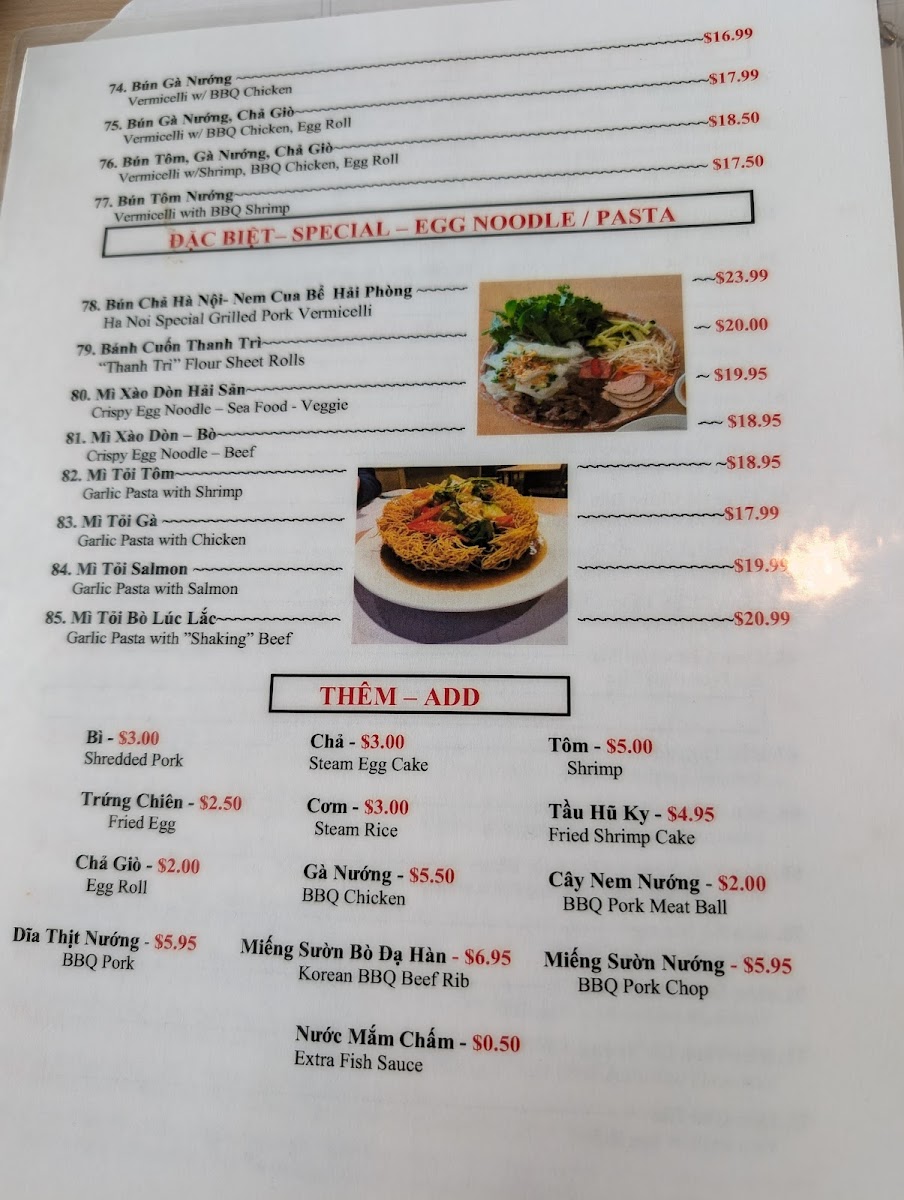 74. Bún Gà Nướng $16.99
Vermicelli w/ BBQ Chicken
75. Bún Gà Nướng, Chả Giò $17.99
Vermicelli w/ BBQ Chicken, Egg Roll
76. Bún Tôm, Gà Nướng, Chả Giò $18.50
Vermicelli w/Shrimp, BBQ Chicken, Egg Roll
77. Bún Tôm Nướng $17.50
Vermicelli with BBQ Shrimp
ĐẶC BIỆT– SPECIAL – EGG NOODLE / PASTA
78. Bún Chả Hà Nội- Nem Cua Bể Hải Phòng $23.99
Ha Noi Special Grilled Pork Vermicelli
79. Bánh Cuốn Thanh Trì $20.00
“Thanh Trì” Flour Sheet Rolls
80. Mì Xào Dòn Hải Sản $19.95
Crispy Egg Noodle – Sea Food - Veggie
81. Mì Xào Dòn – Bò $18.95
Crispy Egg Noodle – Beef
82. Mì Tỏi Tôm $18.95
Garlic Pasta with Shrimp
83. Mì Tỏi Gà $17.99
Garlic Pasta with Chicken
84. Mì Tỏi Salmon $19.99
Garlic Pasta with Salmon
85. Mì Tỏi Bò Lúc Lắc $20.99
Garlic Pasta with ”Shaking” Beef
THÊM – ADD
Bì - $3.00 Chả - $3.00 Tôm - $5.00
Shredded Pork Steam Egg Cake Shrimp
Trứng Chiên - $2.50 Cơm - $3.00 Tầu Hũ Ky - $4.95
Fried Egg Steam Rice Fried Shrimp Cake
Chả Giò - $2.00 Gà Nướng - $5.50 Cây Nem Nướng - $2.00
Egg Roll BBQ Chicken BBQ Pork Meat Ball
Dĩa Thịt Nướng - $5.95 Miếng Sườn Bò Đạ Hàn - $6.95 Miếng Sườn Nướng - $5.95
BBQ Pork Korean BBQ Beef Rib BBQ Pork Chop
Nước Mắm Chấm - $0.50
Extra Fish Sauce